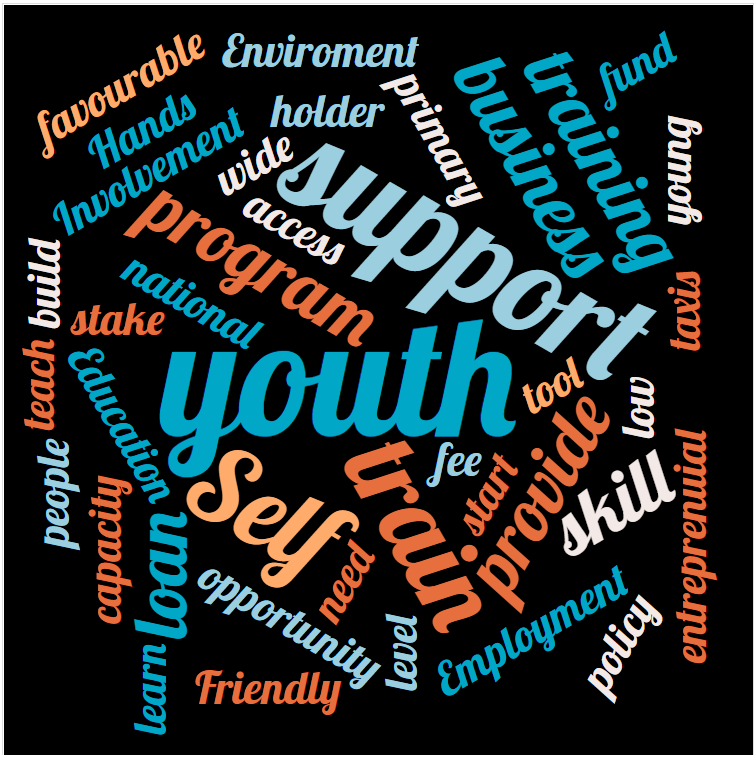 favourable
Enviroment
fund
Hands
holder
primary
business
training
Involvement
wide
support
young
access
program
build
national
stake
taxis
youth
teach
Education
tool
low
people
Self
train
fee
provide
skill
start
entreprenuial
capacity
loan
need
opportunity
level
Employment
policy
learn
Friendly